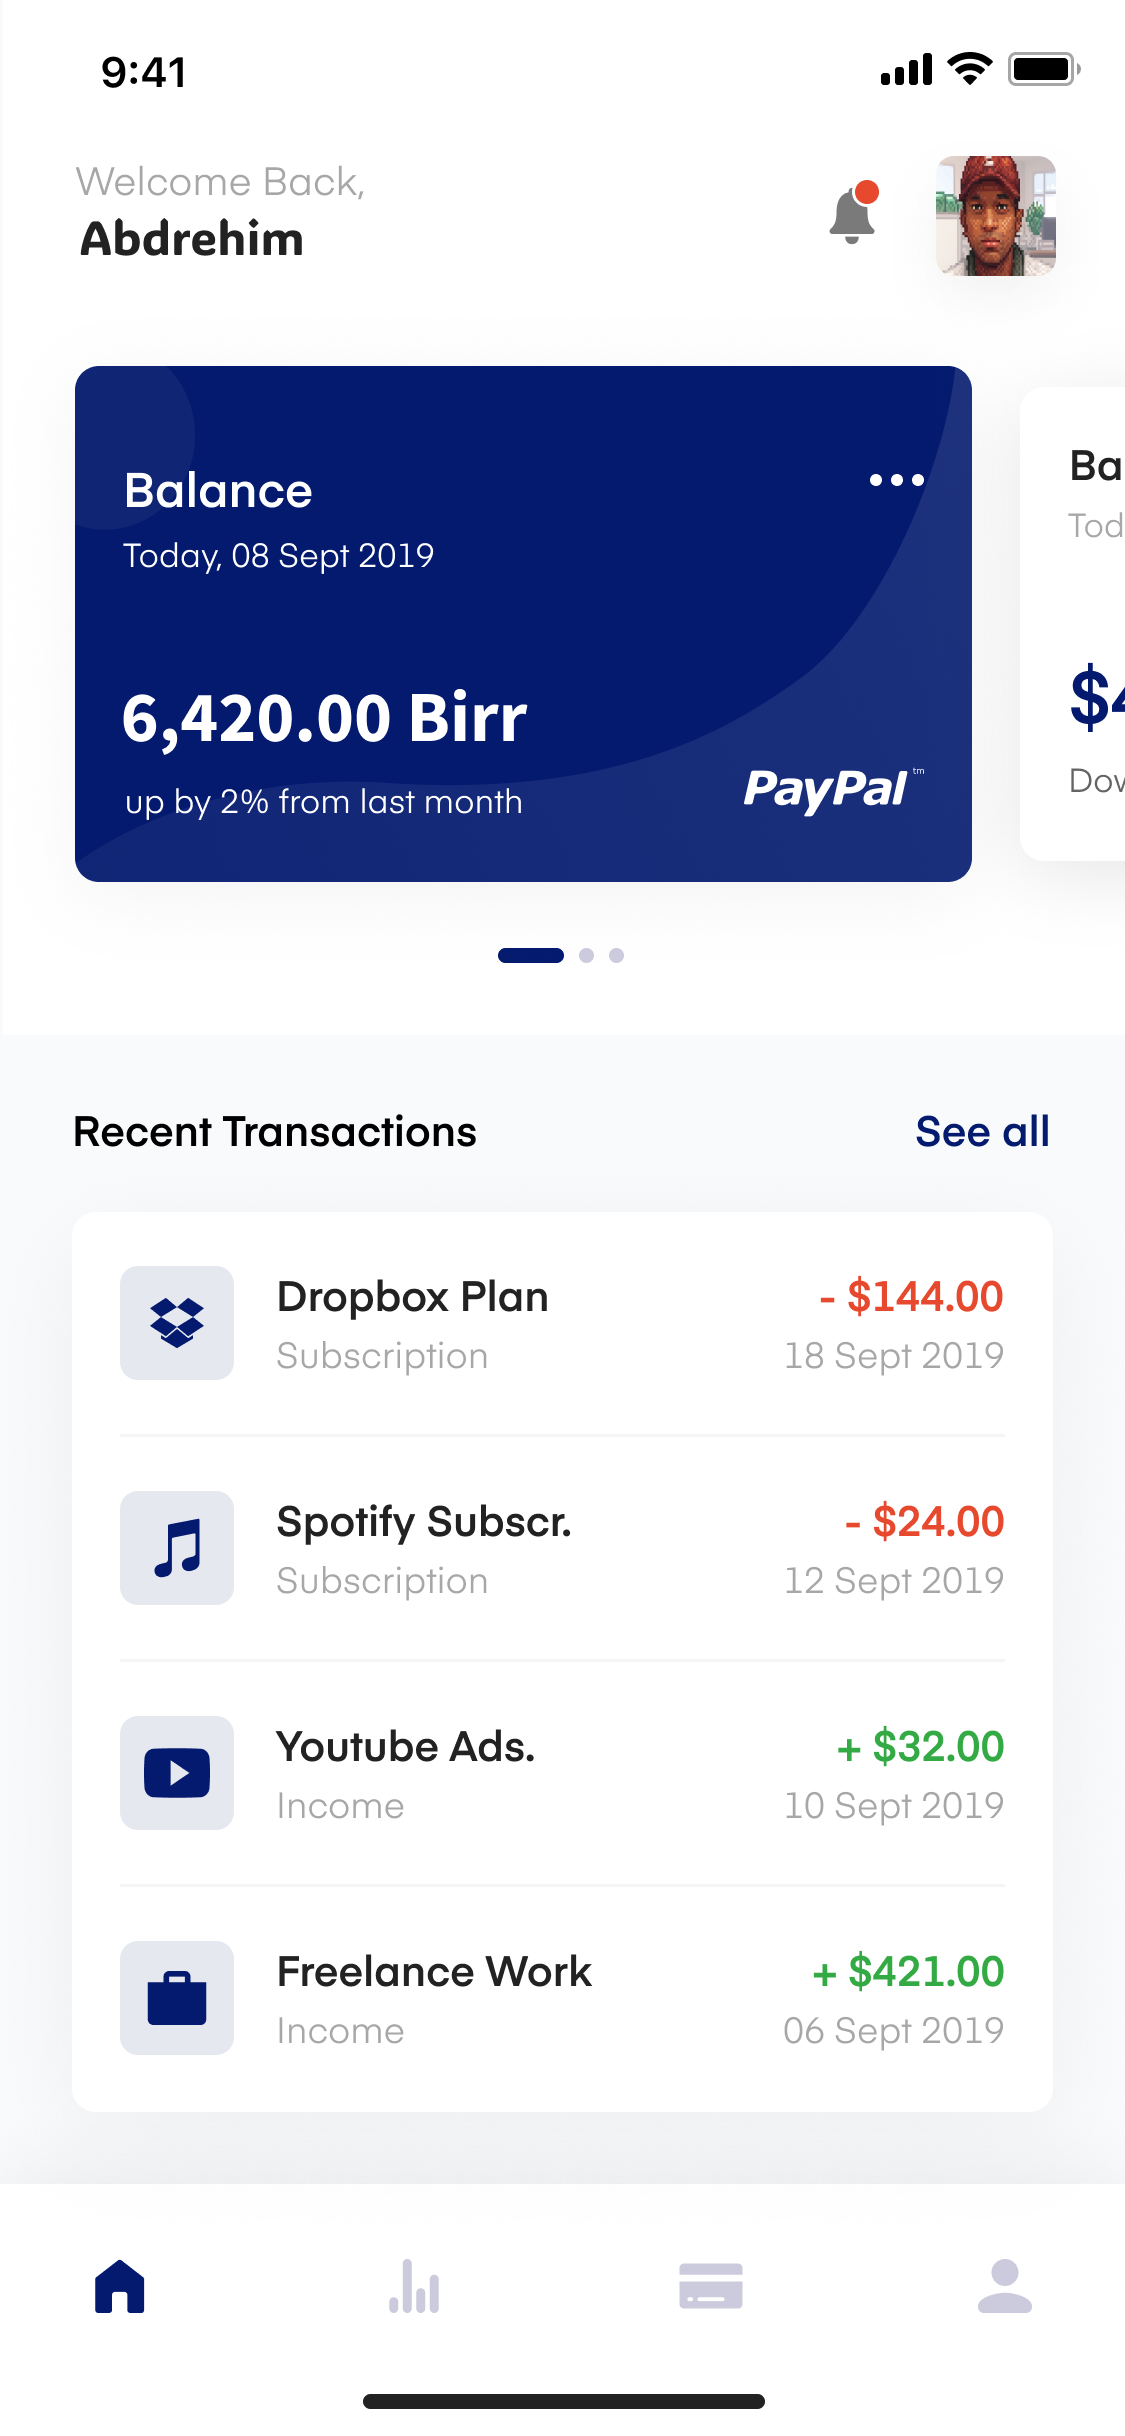 9:41
Welcome Back,
Abdrehim
Balance
Today, 08 Sept 2019
6,420.00 Birr
up by 2% from last month
PayPal ™
Ba
Tod
$4
Dov
Recent Transactions
See all
Dropbox Plan
- $144.00
Subscription
18 Sept 2019
Spotify Subscr.
- $24.00
Subscription
12 Sept 2019
Youtube Ads.
+ $32.00
Income
10 Sept 2019
Freelance Work
+ $421.00
Income
06 Sept 2019